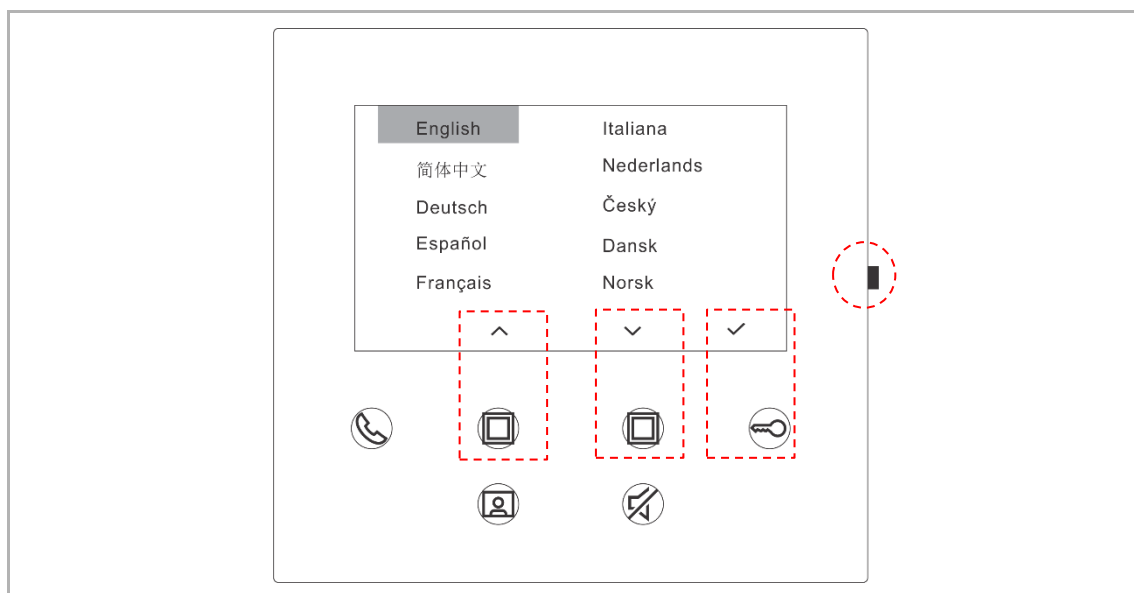 English
简体中文
Deutsch
Español
Français
Italiana
Nederlands
Český
Dansk
Norsk